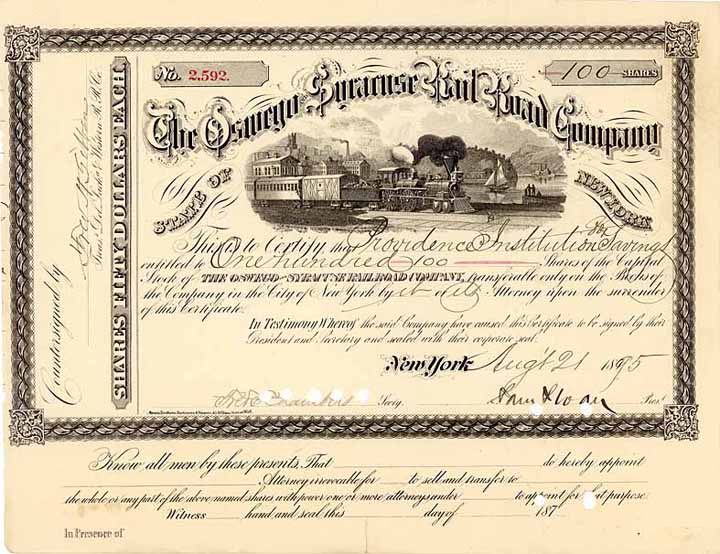 No. 2,592.
100 SHARES
The Oswego & Syracuse Rail Road Company
STATE OF NEW YORK
This is to Certify that Providence Institution for Savings
entitled to One hundred 100 Shares of the Capital
Stock of THE OSWEGO AND SYRACUSE RAILROAD COMPANY, transferable only on the Books of
the Company in the City of New York by it or its Attorney upon the surrender
of this Certificate.
In Testimony Whereof the said Company have caused this Certificate to be signed by their
President and Secretary and sealed with their corporate seal.
New York Augt 21 1895
Secty. Sam Sloan Prest
Countersigned by
SHARES FIFTY DOLLARS EACH.
Know all men by these presents, That do hereby appoint
Attorney irrevocable for to sell and transfer to
the whole or any part of the above named shares with power one or more attorneys under to appoint for that purpose.
Witness hand and seal this day of 187
In Presence of